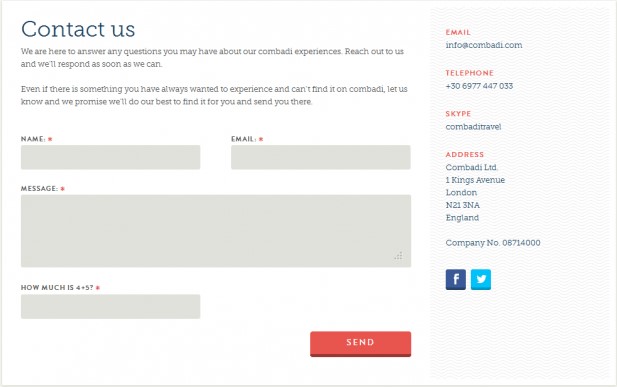 Contact us
We are here to answer any questions you may have about our combadi experiences. Reach out to us
and we'll respond as soon as we can.
Even if there is something you have always wanted to experience and can't find it on combadi, let us
know and we promise we'll do our best to find it for you and send you there.
NAME: *
EMAIL: *
MESSAGE: *
HOW MUCH IS 4+5? *
SEND
EMAIL
info@combadi.com
TELEPHONE
+30 6977 447 033
SKYPE
combaditravel
ADDRESS
Combadi Ltd.
1 Kings Avenue
London
N21 3NA
England
Company No. 08714000